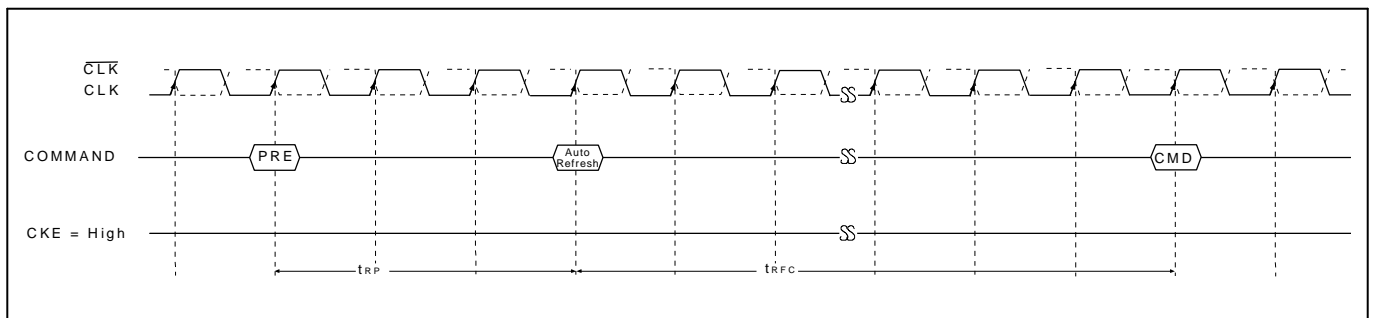 CLK
CLK
COMMAND
PRE
Auto
Refresh
CMD
CKE = High
tRP
tRFC